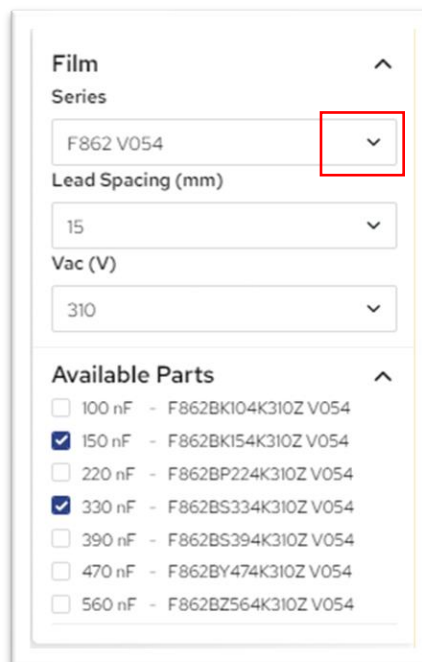 Film
Series
F862 V054
Lead Spacing (mm)
15
Vac (V)
310
Available Parts
100 nF - F862BK104K310Z V054
150 nF - F862BK154K310Z V054
220 nF - F862BP224K310Z V054
330 nF - F862BS334K310Z V054
390 nF - F862BS394K310Z V054
470 nF - F862BY474K310Z V054
560 nF - F862BZ564K310Z V054